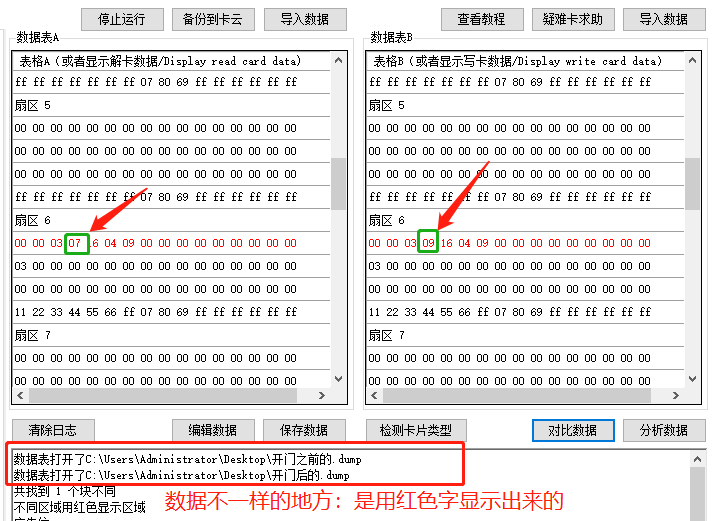 停止运行 备份到卡云 导入数据 查看教程 疑难卡求助 导入数据
数据表A
表格A（或者显示解卡数据/Display read card data)
ff ff ff ff ff ff ff 07 80 69 ff ff ff ff ff ff
扇区 5
00 00 00 00 00 00 00 00 00 00 00 00 00 00 00 00
00 00 00 00 00 00 00 00 00 00 00 00 00 00 00 00
00 00 00 00 00 00 00 00 00 00 00 00 00 00 00 00
ff ff ff ff ff ff ff 07 80 69 ff ff ff ff ff ff
扇区 6
00 00 03 07 16 04 09 00 00 00 00 00 00 00 00 00
03 00 00 00 00 00 00 00 00 00 00 00 00 00 00 00
00 00 00 00 00 00 00 00 00 00 00 00 00 00 00 00
11 22 33 44 55 66 ff 07 80 69 ff ff ff ff ff ff
扇区 7
00 00 00 00 00 00 00 00 00 00 00 00 00 00 00 00
00 00 00 00 00 00 00 00 00 00 00 00 00 00 00 00
数据表B
表格B（或者显示写卡数据/Display write card data)
ff ff ff ff ff ff ff 07 80 69 ff ff ff ff ff ff
扇区 5
00 00 00 00 00 00 00 00 00 00 00 00 00 00 00 00
00 00 00 00 00 00 00 00 00 00 00 00 00 00 00 00
00 00 00 00 00 00 00 00 00 00 00 00 00 00 00 00
ff ff ff ff ff ff ff 07 80 69 ff ff ff ff ff ff
扇区 6
00 00 03 09 16 04 09 00 00 00 00 00 00 00 00 00
03 00 00 00 00 00 00 00 00 00 00 00 00 00 00 00
00 00 00 00 00 00 00 00 00 00 00 00 00 00 00 00
11 22 33 44 55 66 ff 07 80 69 ff ff ff ff ff ff
扇区 7
00 00 00 00 00 00 00 00 00 00 00 00 00 00 00 00
00 00 00 00 00 00 00 00 00 00 00 00 00 00 00 00
清除日志 编辑数据 保存数据 检测卡片类型 对比数据 分析数据
数据表打开了C:\Users\Administrator\Desktop\开门之前的.dump
数据表打开了C:\Users\Administrator\Desktop\开门后的.dump
共找到 1 个块不同
不同区域用红色显示区域
数据不一样的地方：是用红色字显示出来的